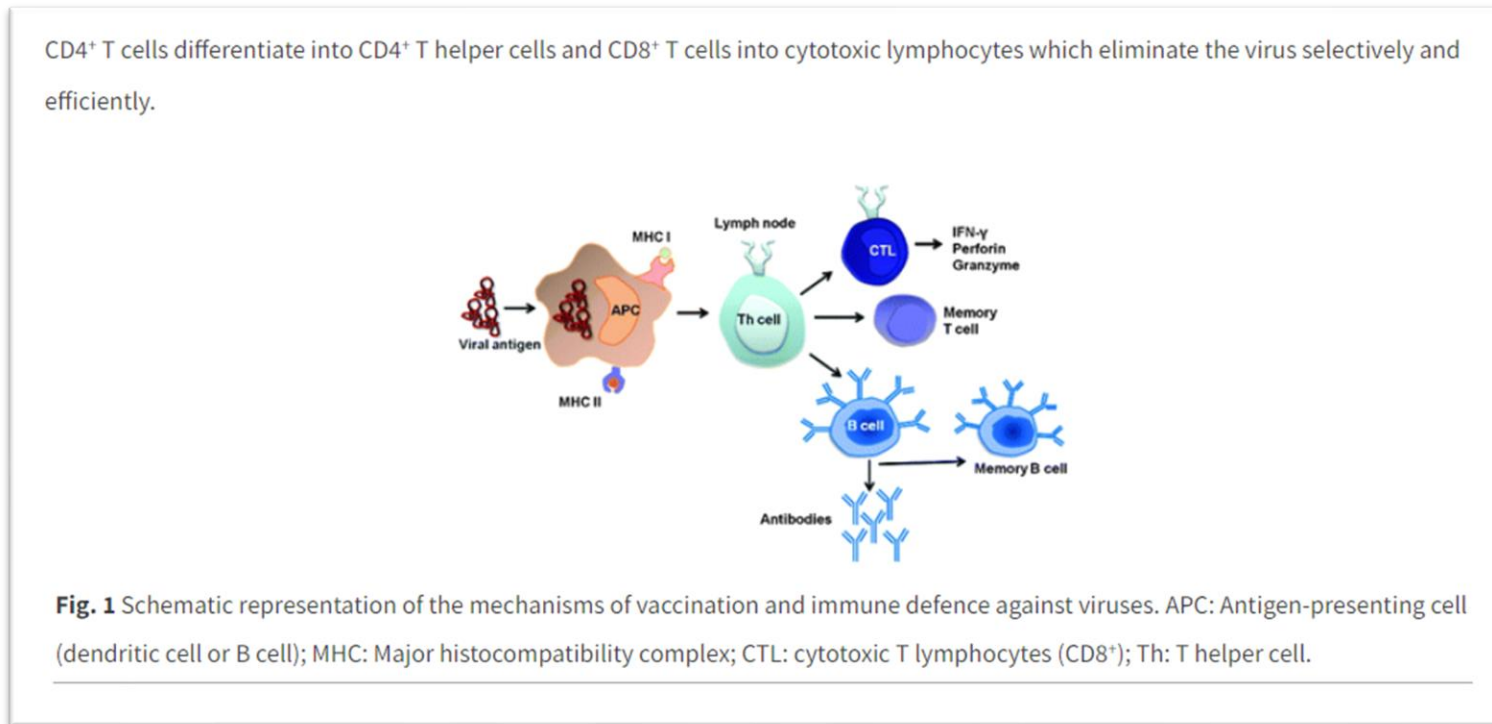 CD4⁺ T cells differentiate into CD4⁺ T helper cells and CD8⁺ T cells into cytotoxic lymphocytes which eliminate the virus selectively and
efficiently.
Viral antigen
APC
MHC I
MHC II
Lymph node
Th cell
CTL
IFN-γ
Perforin
Granzyme
Memory
T cell
B cell
Memory B cell
Antibodies
Fig. 1 Schematic representation of the mechanisms of vaccination and immune defence against viruses. APC: Antigen-presenting cell
(dendritic cell or B cell); MHC: Major histocompatibility complex; CTL: cytotoxic T lymphocytes (CD8⁺); Th: T helper cell.